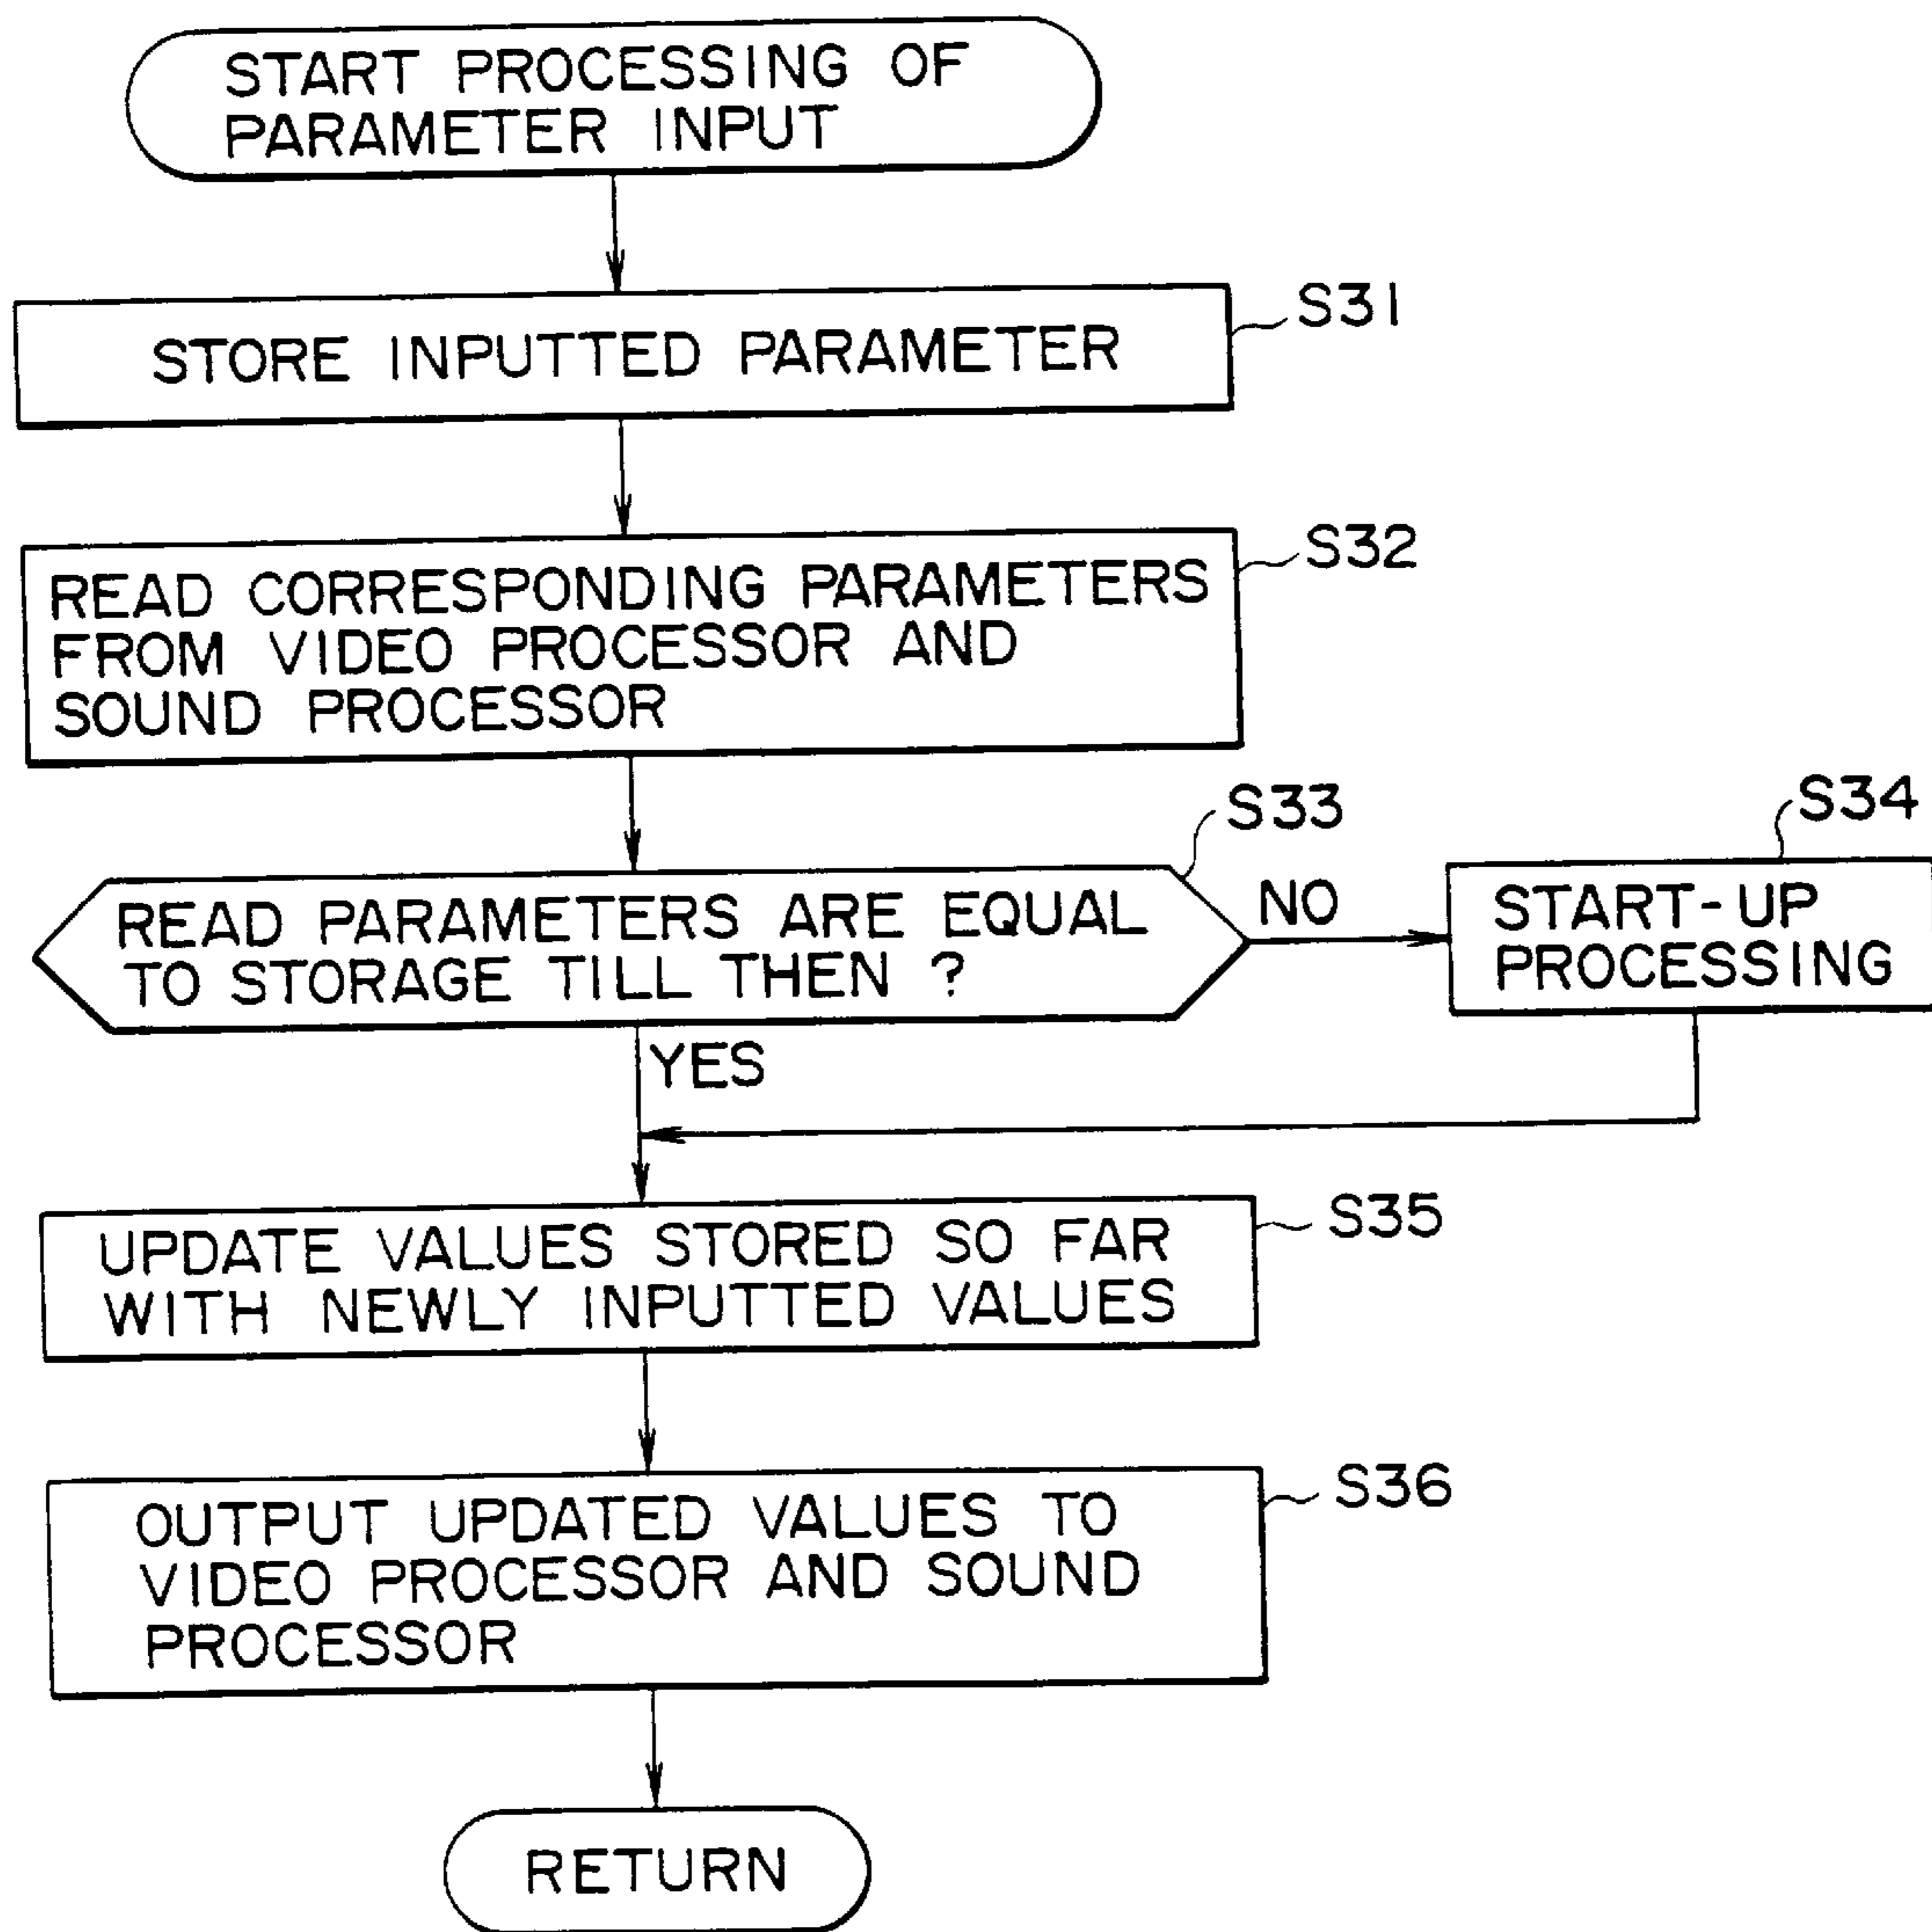 START PROCESSING OF
PARAMETER INPUT
STORE INPUTTED PARAMETER
S31
READ CORRESPONDING PARAMETERS
FROM VIDEO PROCESSOR AND
SOUND PROCESSOR
S32
READ PARAMETERS ARE EQUAL
TO STORAGE TILL THEN ?
S33
NO
S34
START-UP
PROCESSING
YES
UPDATE VALUES STORED SO FAR
WITH NEWLY INPUTTED VALUES
S35
OUTPUT UPDATED VALUES TO
VIDEO PROCESSOR AND SOUND
PROCESSOR
S36
RETURN